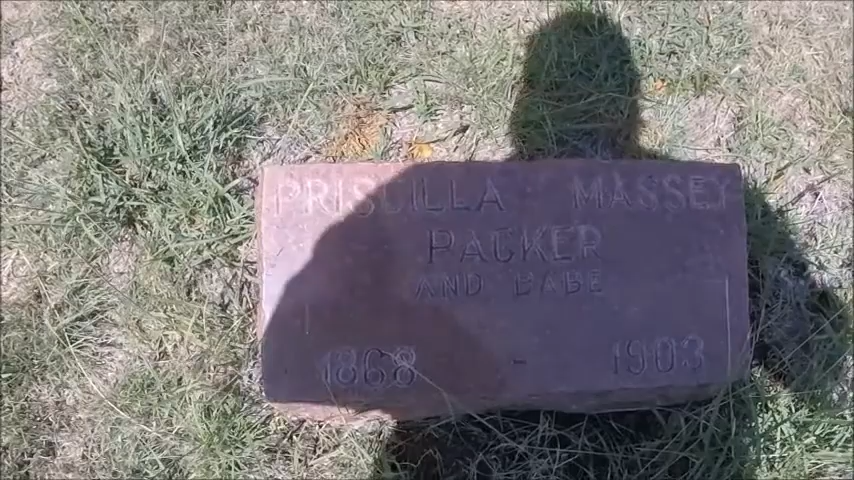 PRISCILLA MASSEY
PACKER
AND BABE
1868 - 1903